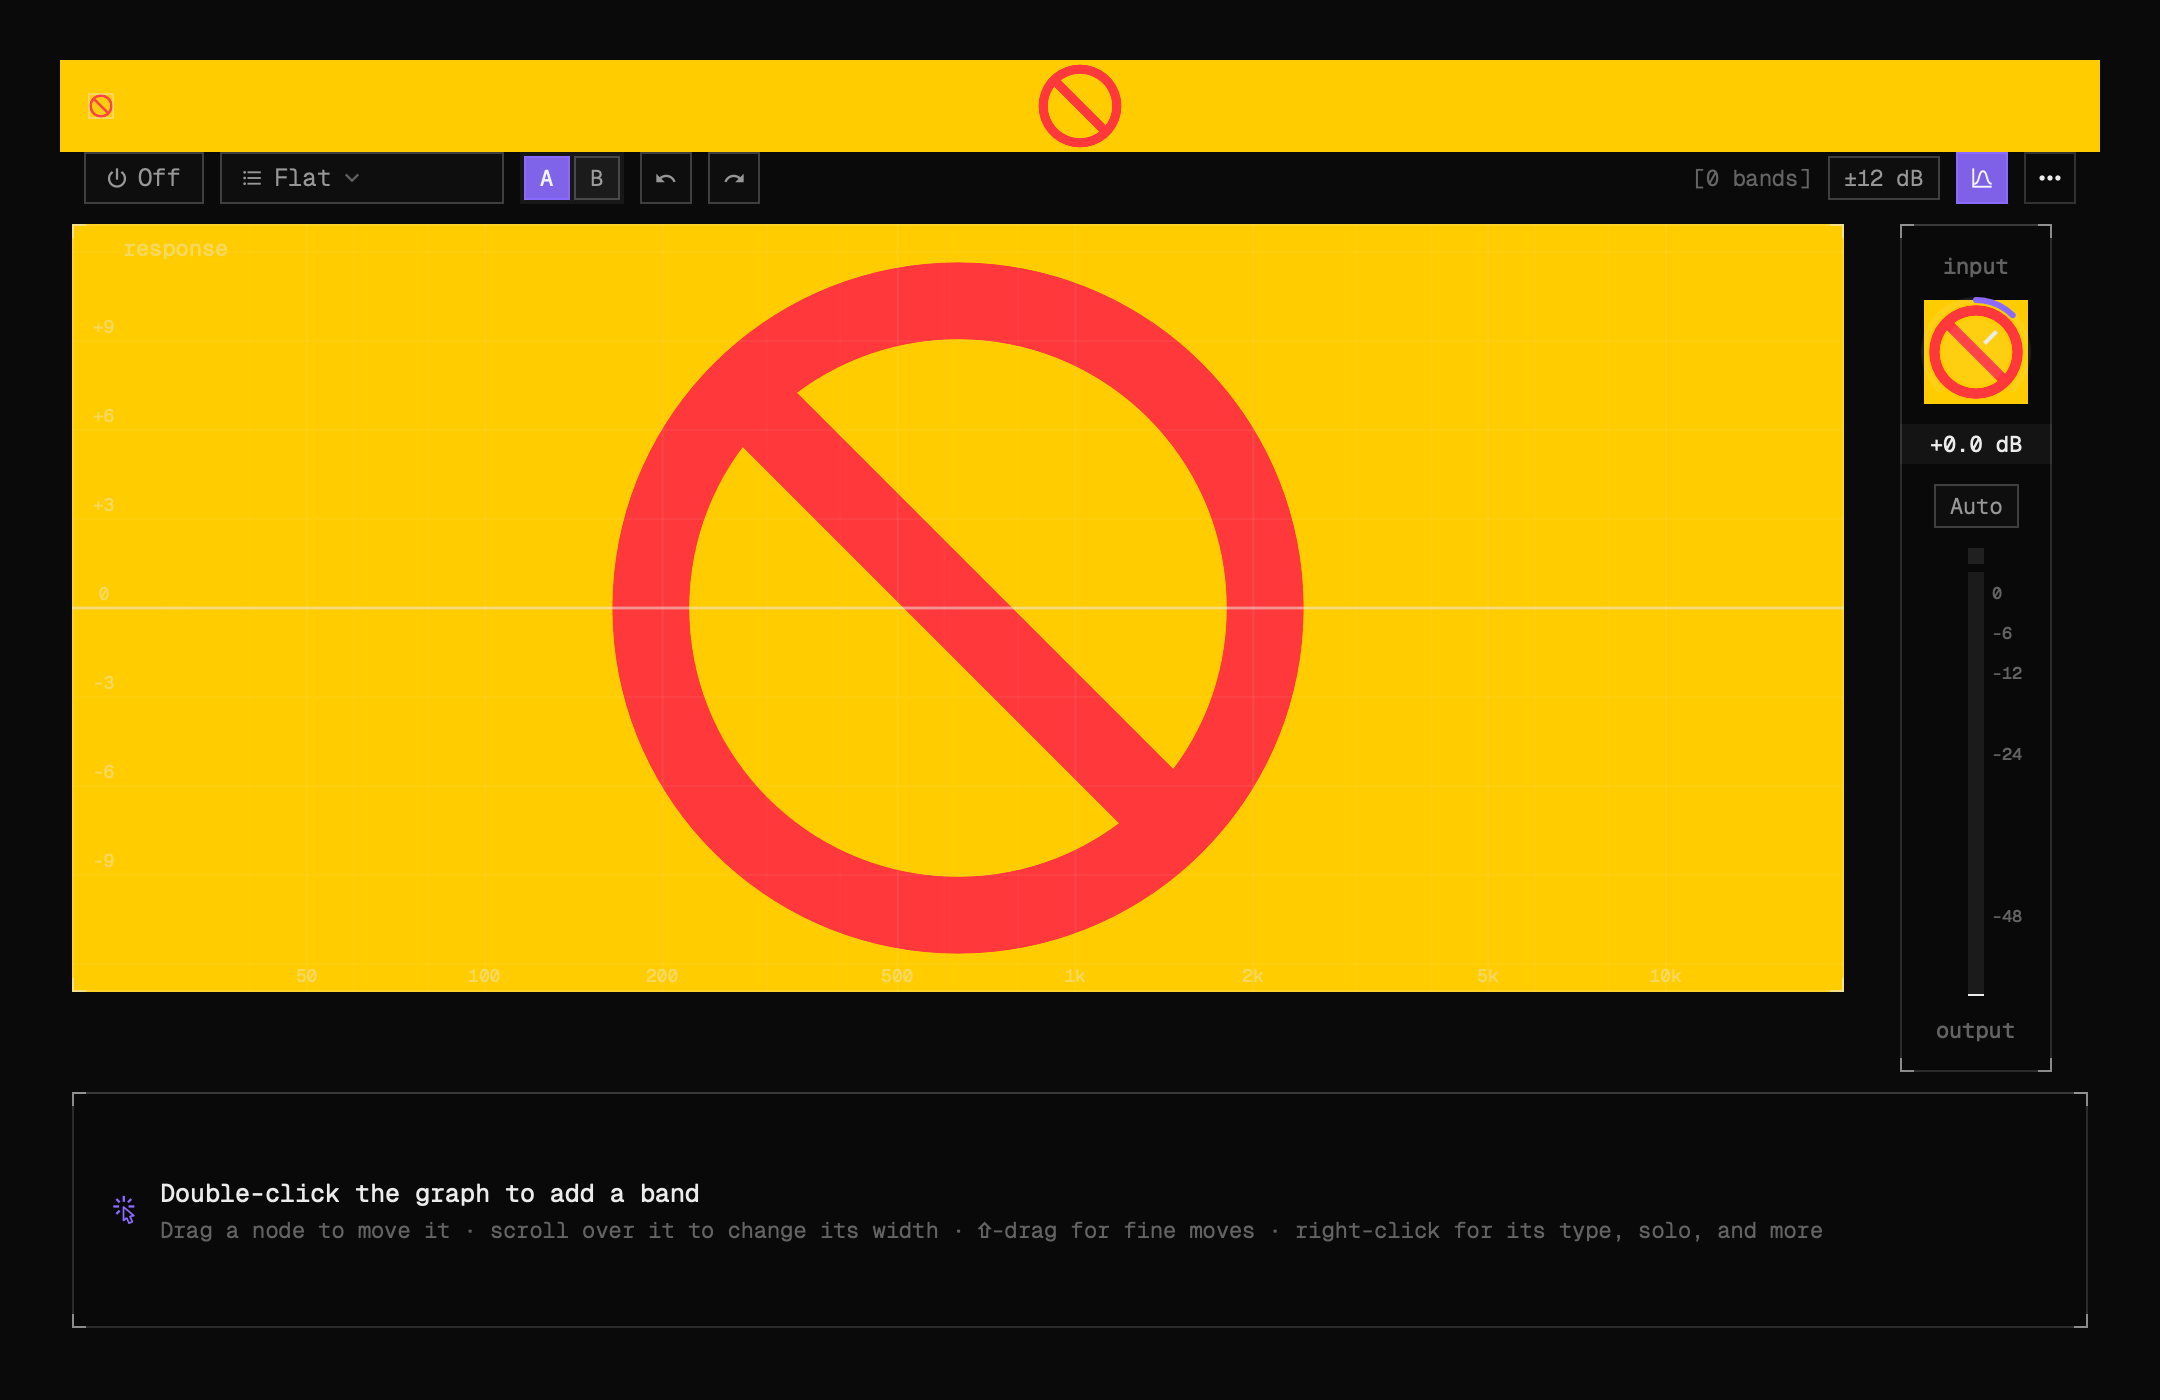 Off
Flat
A
B
[0 bands]
±12 dB
response
+9
+6
+3
0
-3
-6
-9
50 100 200 500 1k 2k 5k 10k
input
+0.0 dB
Auto
0
-6
-12
-24
-48
output
Double-click the graph to add a band
Drag a node to move it · scroll over it to change its width · ⇧-drag for fine moves · right-click for its type, solo, and more